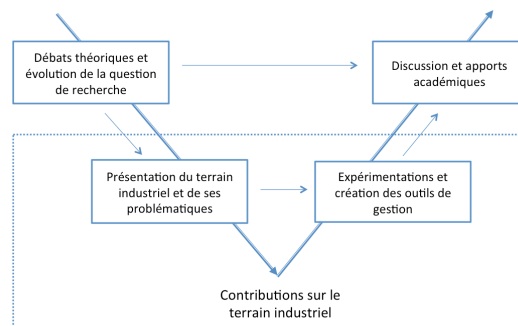 Débats théoriques et
évolution de la question
de recherche
Discussion et apports
académiques
Présentation du terrain
industriel et de ses
problématiques
Expérimentations et
création des outils de
gestion
Contributions sur le
terrain industriel